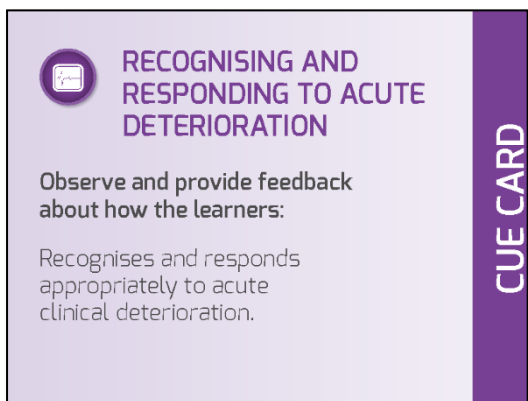 RECOGNISING AND
RESPONDING TO ACUTE
DETERIORATION
Observe and provide feedback
about how the learners:
Recognises and responds
appropriately to acute
clinical deterioration.
CUE CARD